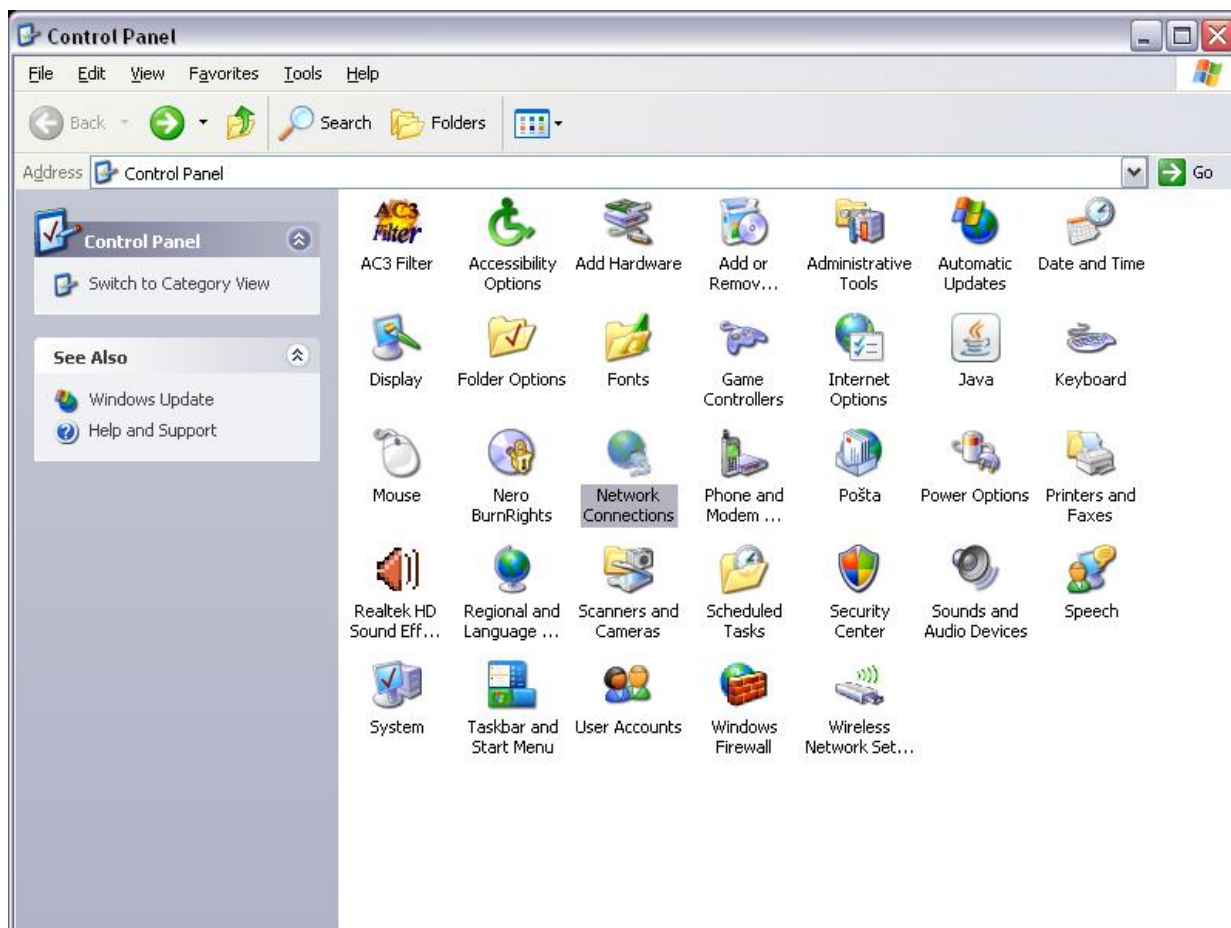 Control Panel
File Edit View Favorites Tools Help
Back Search Folders
Address Control Panel Go
Control Panel
Switch to Category View
See Also
Windows Update
Help and Support
AC3 Filter
AC3 Filter
Accessibility
Options
Add Hardware
Add or
Remov...
Administrative
Tools
Automatic
Updates
Date and Time
Display
Folder Options
Fonts
Game
Controllers
Internet
Options
Java
Keyboard
Mouse
Nero
BurnRights
Network
Connections
Phone and
Modem ...
Pošta
Power Options
Printers and
Faxes
Realtek HD
Sound Eff...
Regional and
Language ...
Scanners and
Cameras
Scheduled
Tasks
Security
Center
Sounds and
Audio Devices
Speech
System
Taskbar and
Start Menu
User Accounts
Windows
Firewall
Wireless
Network Set...